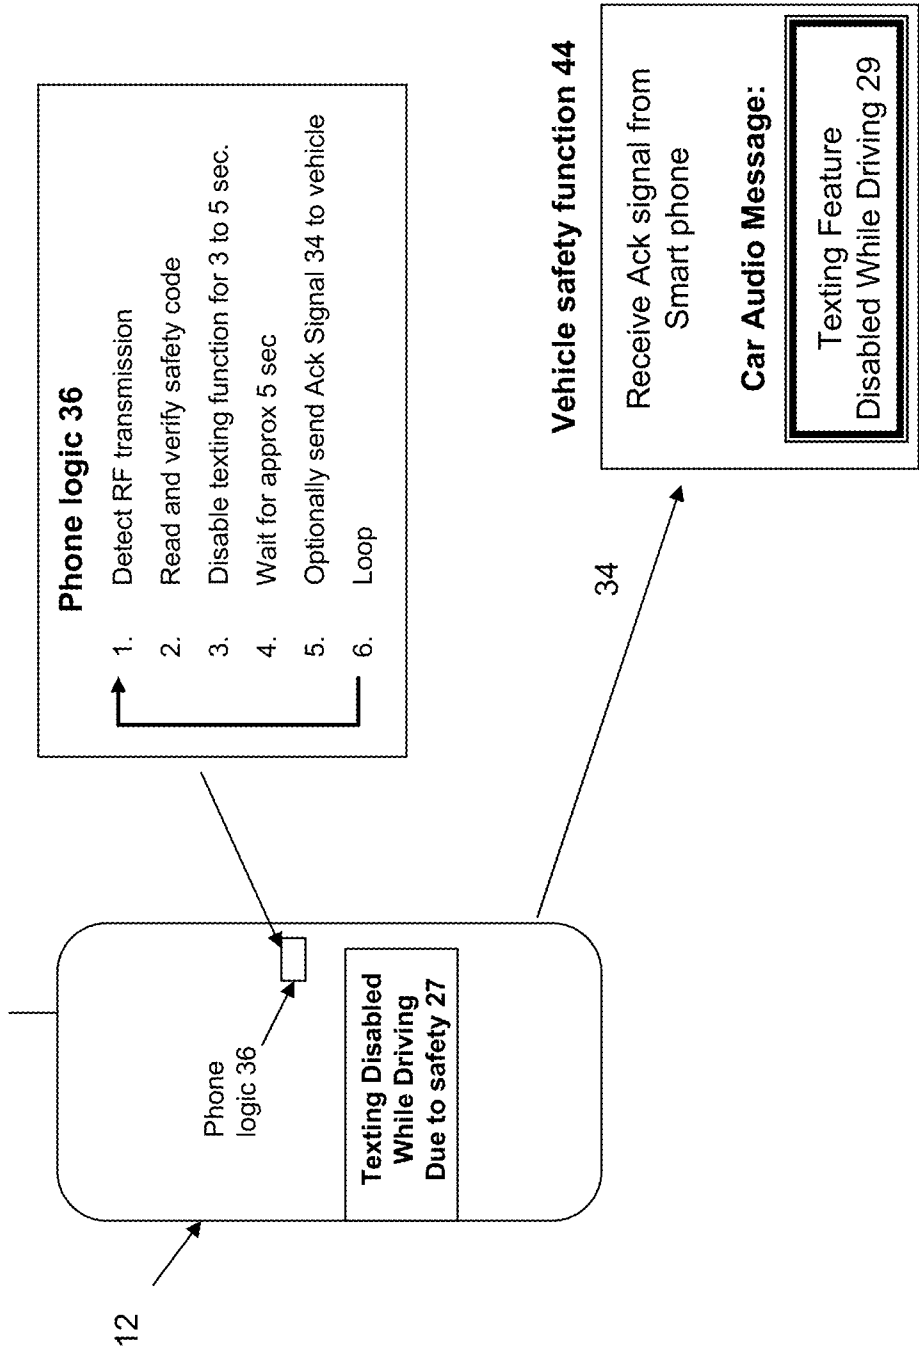 Phone logic 36
1. Detect RF transmission
2. Read and verify safety code
3. Disable texting function for 3 to 5 sec.
4. Wait for approx 5 sec
5. Optionally send Ack Signal 34 to vehicle
6. Loop
12
Phone
logic 36
Texting Disabled
While Driving
Due to safety 27
34
Vehicle safety function 44
Receive Ack signal from
Smart phone
Car Audio Message:
Texting Feature
Disabled While Driving 29